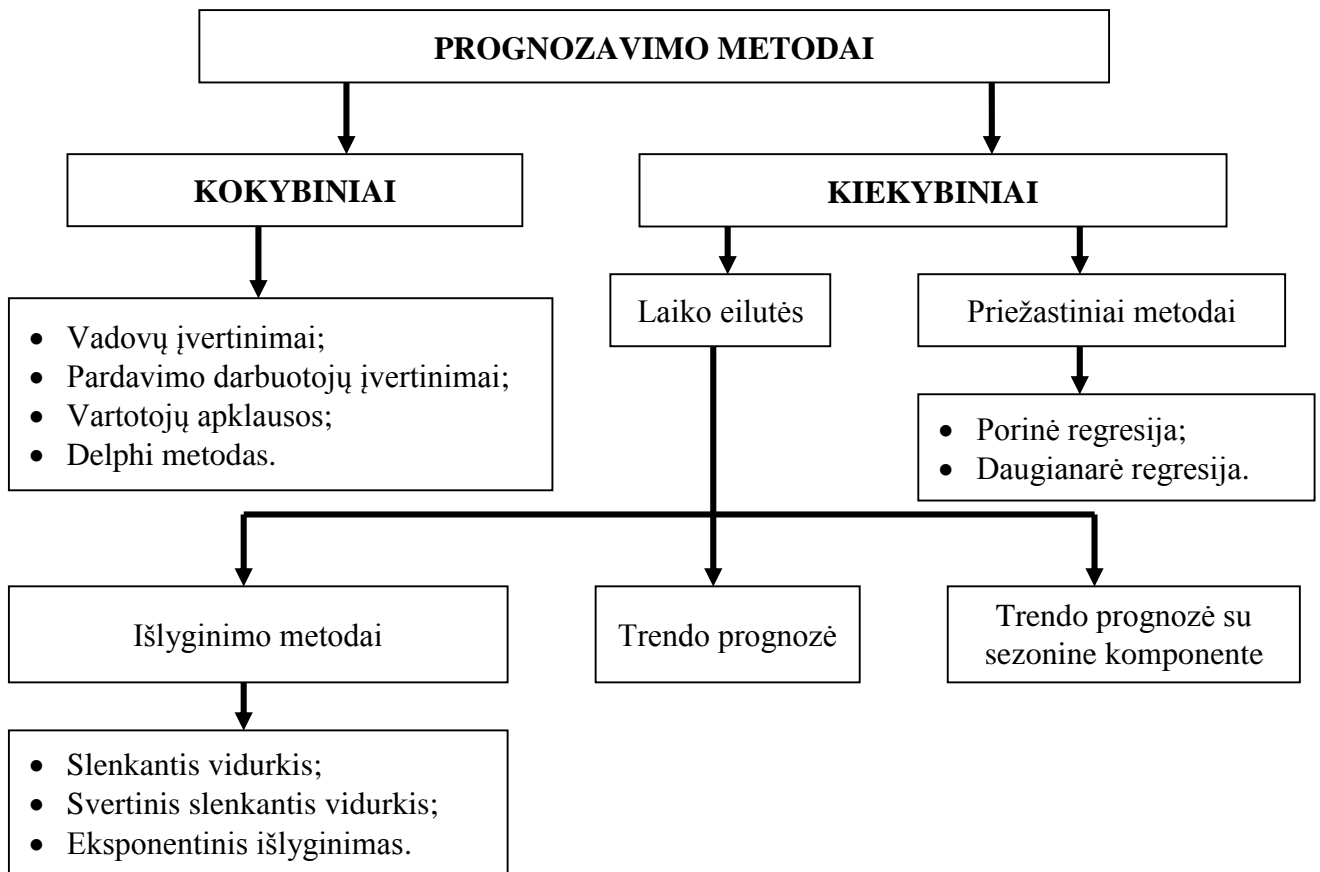 PROGNOZAVIMO METODAI
KOKYBINIAI
KIEKYBINIAI
• Vadovų įvertinimai;
• Pardavimo darbuotojų įvertinimai;
• Vartotojų apklausos;
• Delphi metodas.
Laiko eilutės
Priežastiniai metodai
• Porinė regresija;
• Daugianarė regresija.
Išlyginimo metodai
Trendo prognozė
Trendo prognozė su
sezonine komponente
• Slenkantis vidurkis;
• Svertinis slenkantis vidurkis;
• Eksponentinis išlyginimas.